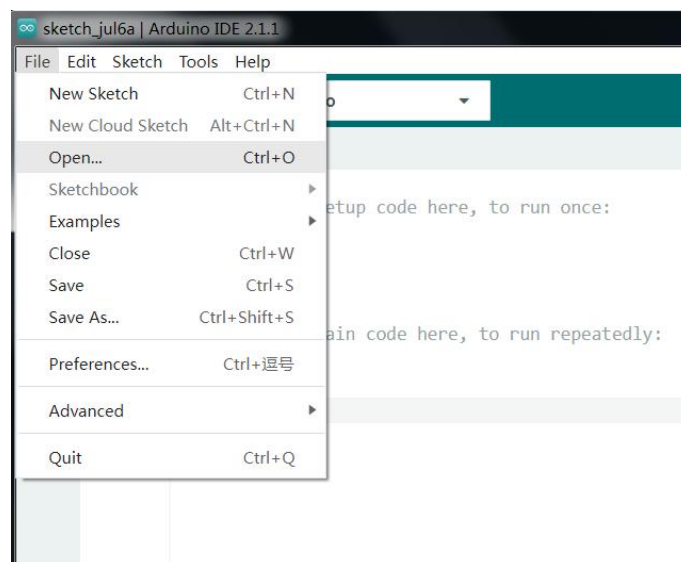 sketch_jul6a | Arduino IDE 2.1.1
File Edit Sketch Tools Help
New Sketch Ctrl+N
New Cloud Sketch Alt+Ctrl+N
Open... Ctrl+O
Sketchbook
Examples
Close Ctrl+W
Save Ctrl+S
Save As... Ctrl+Shift+S
Preferences... Ctrl+逗号
Advanced
Quit Ctrl+Q
o
etup code here, to run once:
ain code here, to run repeatedly: